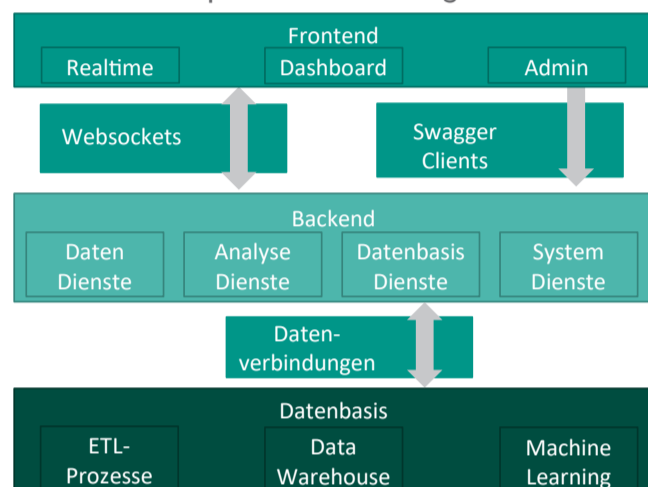 Frontend
Realtime
Dashboard
Admin
Websockets
Swagger
Clients
Backend
Daten
Dienste
Analyse
Dienste
Datenbasis
Dienste
System
Dienste
Daten-
verbindungen
Datenbasis
ETL-
Prozesse
Data
Warehouse
Machine
Learning